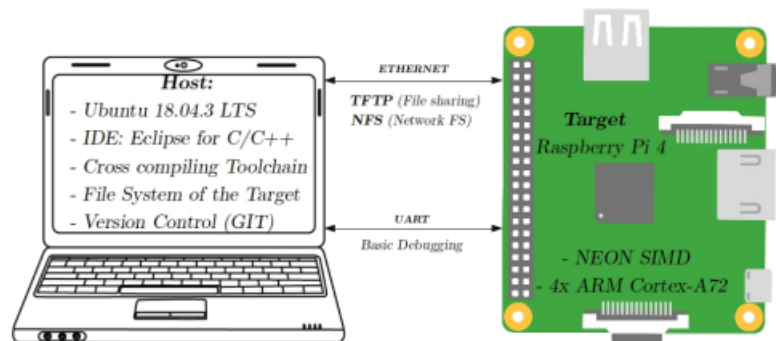 Host:
- Ubuntu 18.04.3 LTS
- IDE: Eclipse for C/C++
- Cross compiling Toolchain
- File System of the Target
- Version Control (GIT)
ETHERNET
TFTP (File sharing)
NFS (Network FS)
UART
Basic Debugging
Target
Raspberry Pi 4
- NEON SIMD
- 4x ARM Cortex-A72